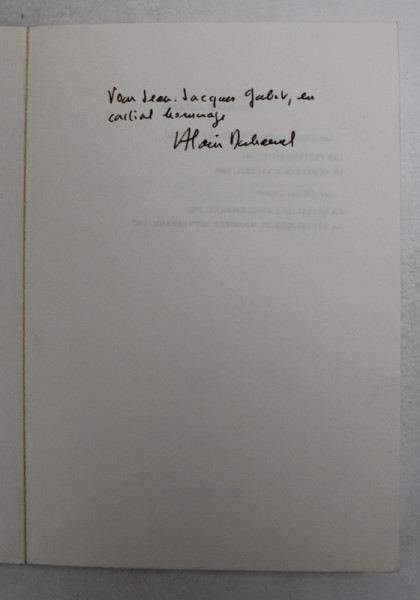 Pour Jean-Jacques Gabut, en
cordial hommage
Alain Duhamel